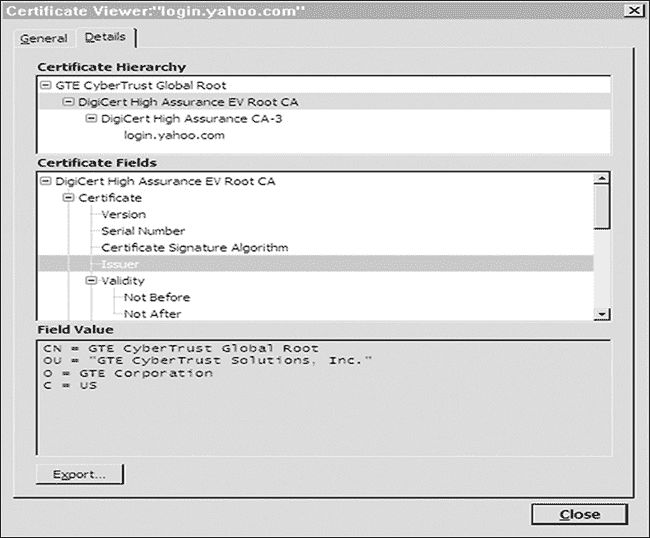 Certificate Viewer:"login.yahoo.com"
General Details
Certificate Hierarchy
GTE CyberTrust Global Root
DigiCert High Assurance EV Root CA
DigiCert High Assurance CA-3
login.yahoo.com
Certificate Fields
DigiCert High Assurance EV Root CA
Certificate
Version
Serial Number
Certificate Signature Algorithm
Issuer
Validity
Not Before
Not After
Field Value
CN = GTE CyberTrust Global Root
OU = "GTE CyberTrust Solutions, Inc."
O = GTE Corporation
C = US
Export...
Close